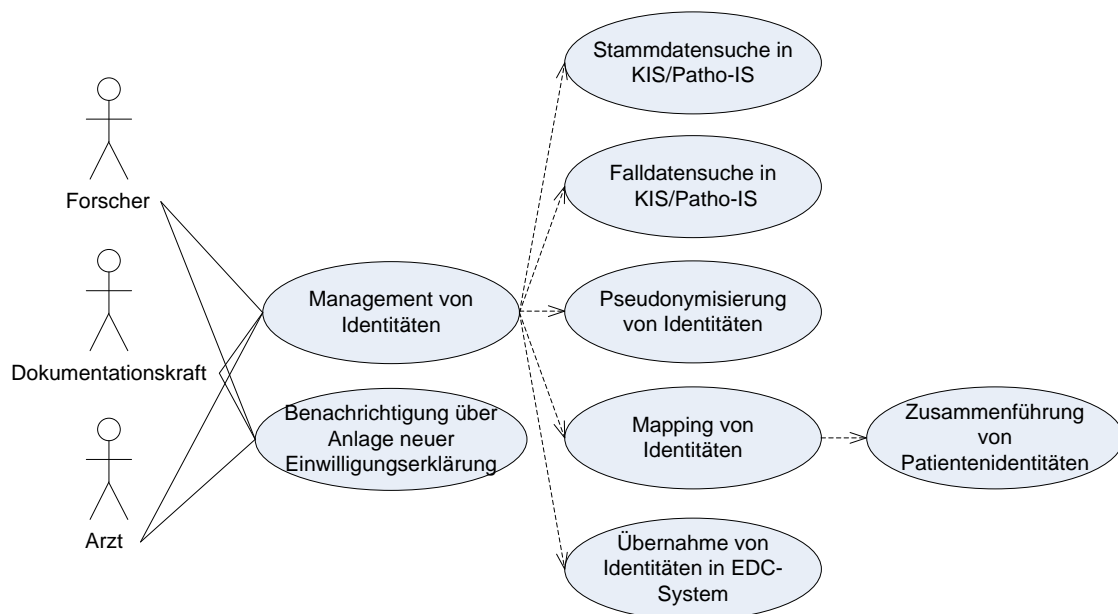 Forscher
Dokumentationskraft
Arzt
Management von
Identitäten
Benachrichtigung über
Anlage neuer
Einwilligungserklärung
Stammdatensuche in
KIS/Patho-IS
Falldatensuche in
KIS/Patho-IS
Pseudonymisierung
von Identitäten
Mapping von
Identitäten
Übernahme von
Identitäten in EDC-
System
Zusammenführung
von
Patientenidentitäten